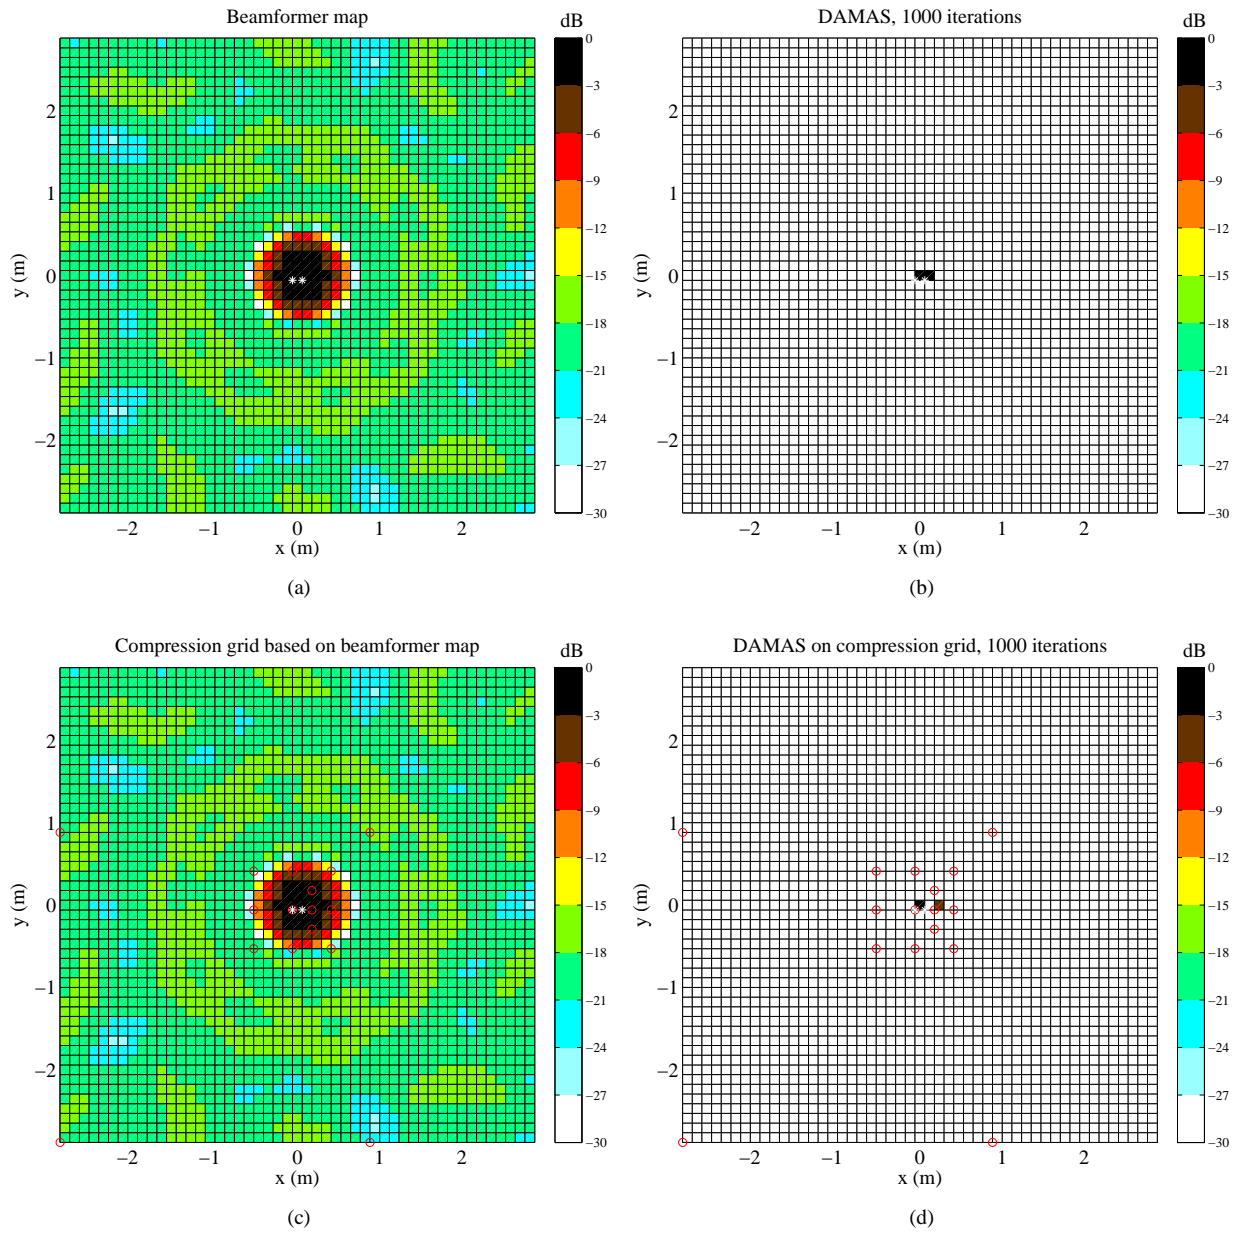 Beamformer map
dB
0
−3
−6
−9
−12
−15
−18
−21
−24
−27
−30
2
1
0
−1
−2
y (m)
−2 −1 0 1 2
x (m)
(a)
DAMAS, 1000 iterations
dB
0
−3
−6
−9
−12
−15
−18
−21
−24
−27
−30
2
1
0
−1
−2
y (m)
−2 −1 0 1 2
x (m)
(b)
Compression grid based on beamformer map
dB
0
−3
−6
−9
−12
−15
−18
−21
−24
−27
−30
2
1
0
−1
−2
y (m)
−2 −1 0 1 2
x (m)
(c)
DAMAS on compression grid, 1000 iterations
dB
0
−3
−6
−9
−12
−15
−18
−21
−24
−27
−30
2
1
0
−1
−2
y (m)
−2 −1 0 1 2
x (m)
(d)